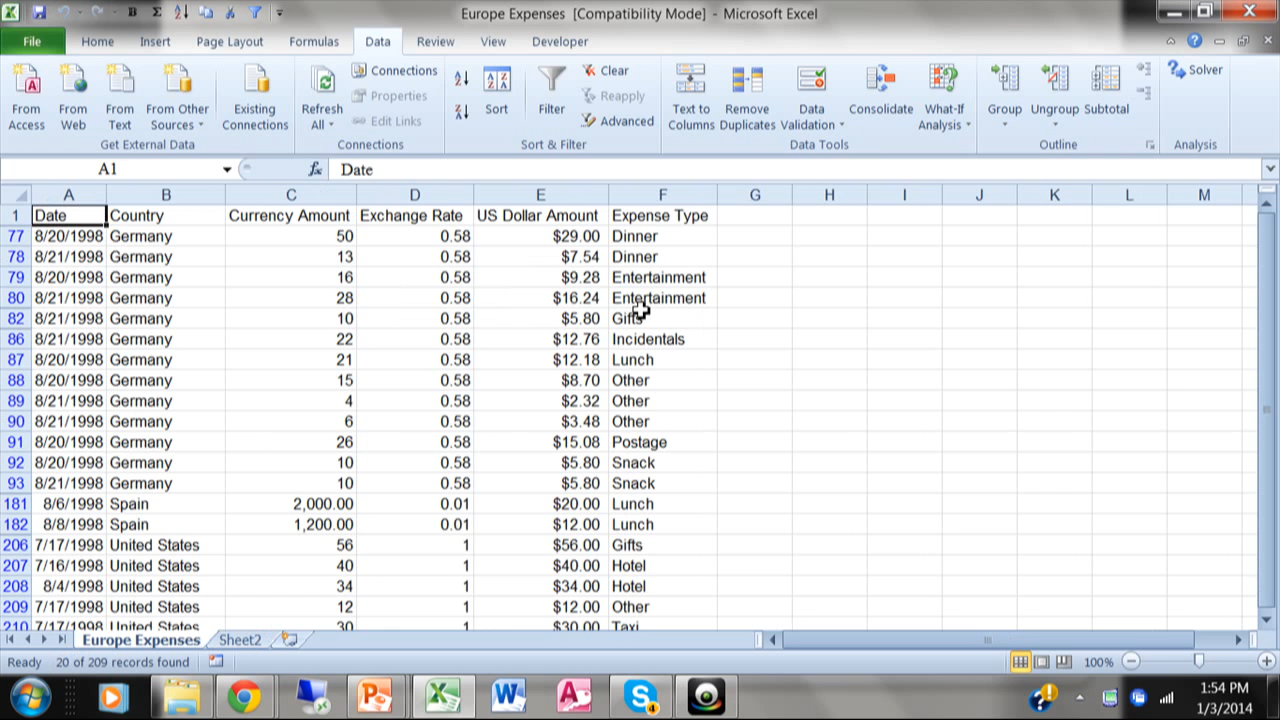 Europe Expenses [Compatibility Mode] - Microsoft Excel
File Home Insert Page Layout Formulas Data Review View Developer
From Access From Web From Text From Other Sources Existing Connections Refresh All Connections Properties Edit Links Sort Filter Clear Reapply Advanced Text to Columns Remove Duplicates Data Validation Consolidate What-If Analysis Group Ungroup Subtotal Solver
Get External Data Connections Sort & Filter Data Tools Outline Analysis
A1 fx Date
A B C D E F G H I J K L M
1 Date Country Currency Amount Exchange Rate US Dollar Amount Expense Type
77 8/20/1998 Germany 50 0.58 $29.00 Dinner
78 8/21/1998 Germany 13 0.58 $7.54 Dinner
79 8/20/1998 Germany 16 0.58 $9.28 Entertainment
80 8/21/1998 Germany 28 0.58 $16.24 Entertainment
82 8/21/1998 Germany 10 0.58 $5.80 Gifts
86 8/21/1998 Germany 22 0.58 $12.76 Incidentals
87 8/20/1998 Germany 21 0.58 $12.18 Lunch
88 8/20/1998 Germany 15 0.58 $8.70 Other
89 8/21/1998 Germany 4 0.58 $2.32 Other
90 8/21/1998 Germany 6 0.58 $3.48 Other
91 8/20/1998 Germany 26 0.58 $15.08 Postage
92 8/20/1998 Germany 10 0.58 $5.80 Snack
93 8/21/1998 Germany 10 0.58 $5.80 Snack
181 8/6/1998 Spain 2,000.00 0.01 $20.00 Lunch
182 8/8/1998 Spain 1,200.00 0.01 $12.00 Lunch
206 7/17/1998 United States 56 1 $56.00 Gifts
207 7/16/1998 United States 40 1 $40.00 Hotel
208 8/4/1998 United States 34 1 $34.00 Hotel
209 7/17/1998 United States 12 1 $12.00 Other
210 7/17/1998 United States 30 1 $30.00 Taxi
Europe Expenses Sheet2
Ready 20 of 209 records found 100%
1:54 PM
1/3/2014